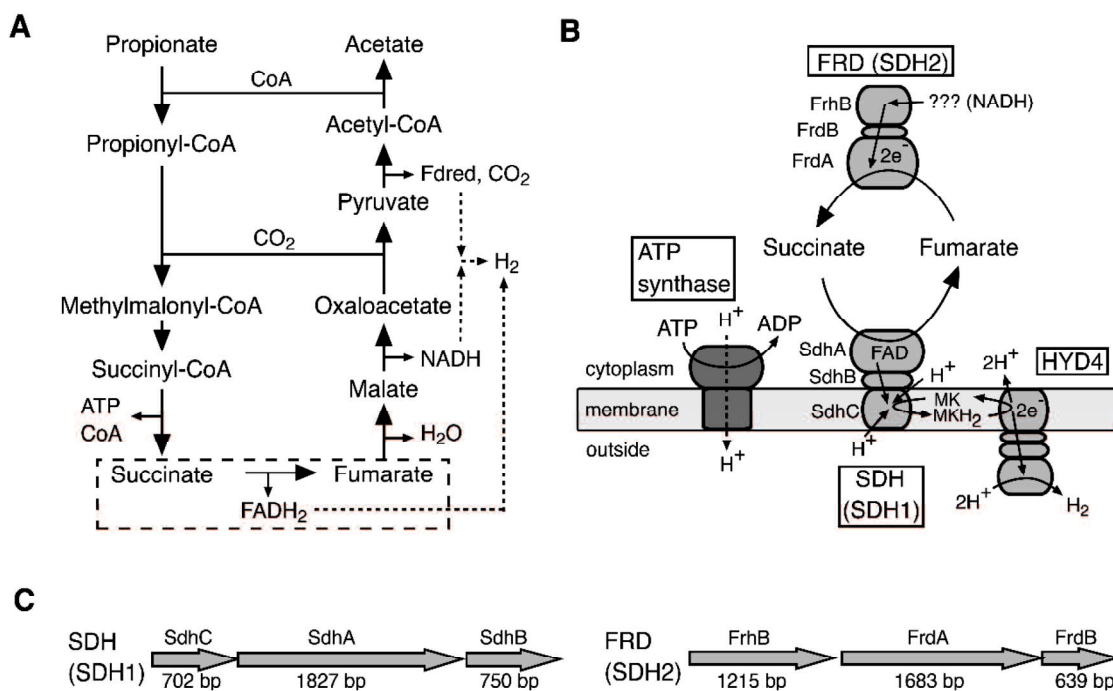 A
Propionate
Acetate
CoA
Acetyl-CoA
Propionyl-CoA
Fdred, CO2
Pyruvate
CO2
H2
Methylmalonyl-CoA
Oxaloacetate
NADH
Succinyl-CoA
Malate
ATP
CoA
H2O
Succinate
Fumarate
FADH2
B
FRD (SDH2)
FrhB
??? (NADH)
FrdB
FrdA
2e-
Succinate
Fumarate
ATP
synthase
ATP
H+
ADP
SdhA
FAD
HYD4
cytoplasm
SdhB
H+
2H+
membrane
SdhC
MK
MKH2
2e-
outside
H+
H+
SDH
(SDH1)
2H+
H2
C
SDH
(SDH1)
SdhC
SdhA
SdhB
702 bp
1827 bp
750 bp
FRD
(SDH2)
FrhB
FrdA
FrdB
1215 bp
1683 bp
639 bp